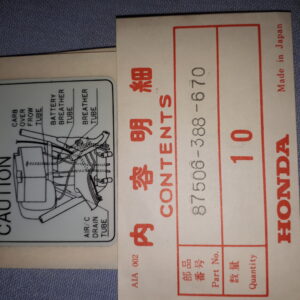 CAUTION
CARB
OVER
FROW
TUBE
BATTERY
BREATHER
TUBE
BREATHER
TUBE
AIR/C
DRAIN
TUBE
AIA 002
内容明細
CONTENTS
部品番号
Part No.
87506-388-670
数量
Quantity
10
HONDA
Made in Japan